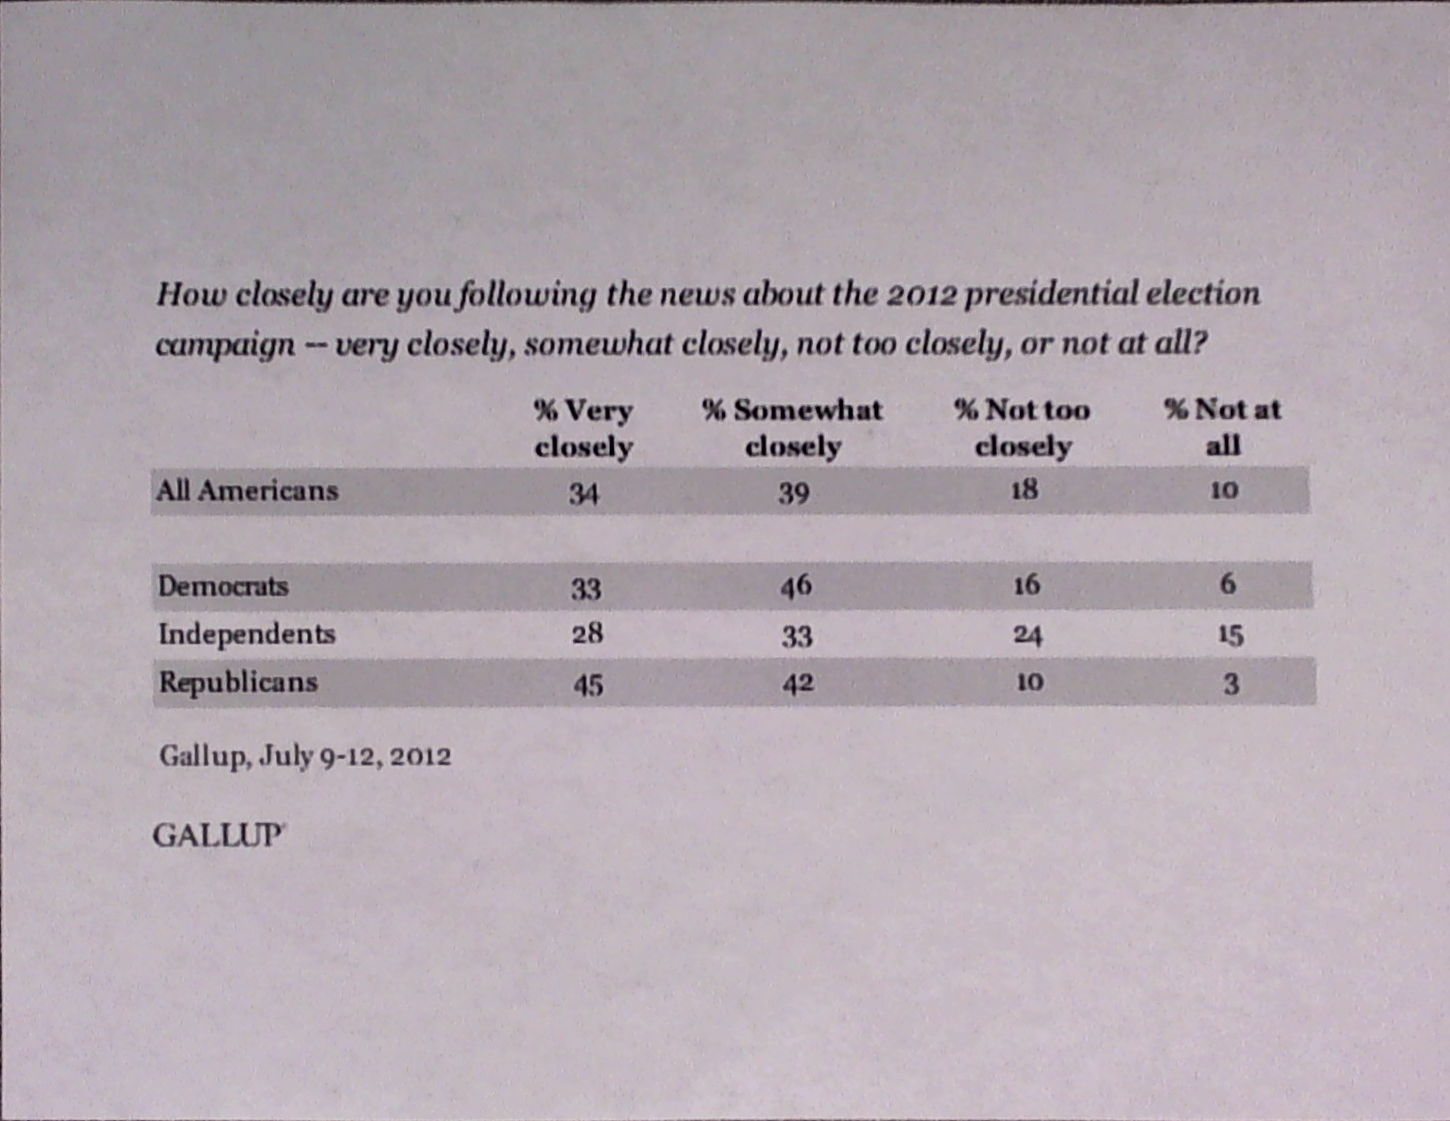 How closely are you following the news about the 2012 presidential election
campaign -- very closely, somewhat closely, not too closely, or not at all?
% Very closely % Somewhat closely % Not too closely % Not at all
All Americans 34 39 18 10
Democrats 33 46 16 6
Independents 28 33 24 15
Republicans 45 42 10 3
Gallup, July 9-12, 2012
GALLUP